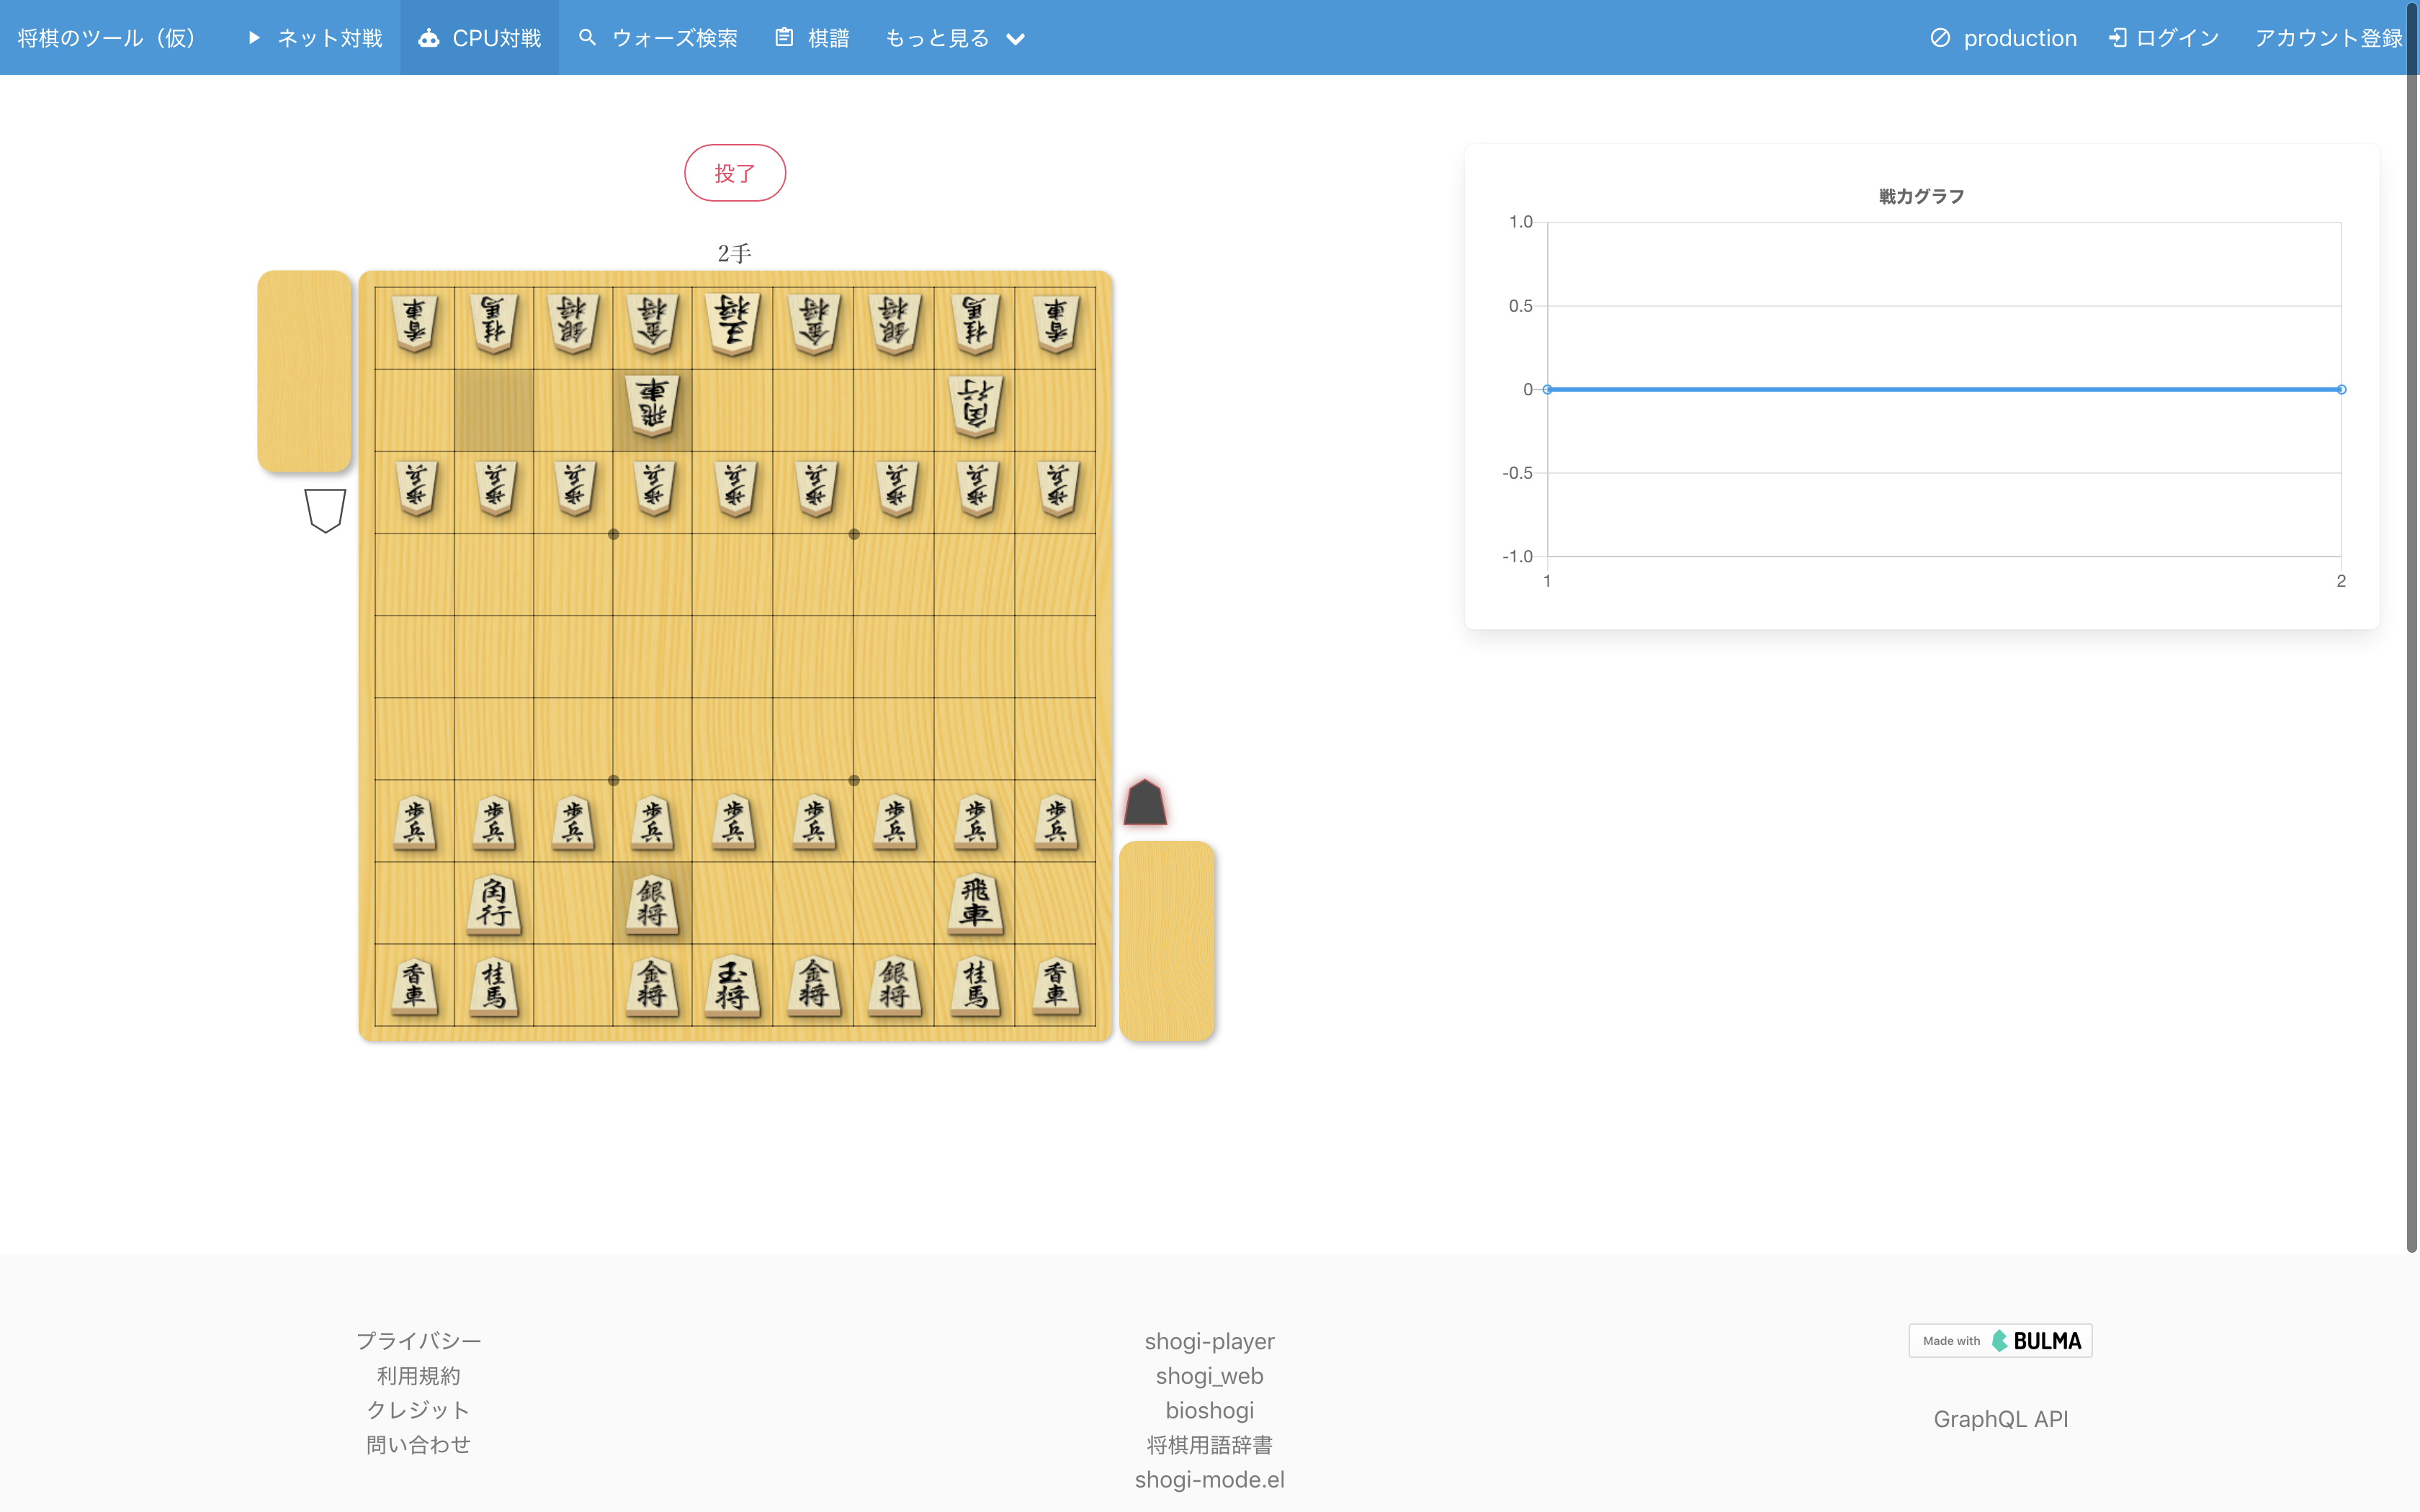 将棋のツール（仮） ネット対戦 CPU対戦 ウォーズ検索 棋譜 もっと見る production ログイン アカウント登録
投了
2手
香車 桂馬 銀将 金将 王将 金将 銀将 桂馬 香車
飛車 角行
歩兵 歩兵 歩兵 歩兵 歩兵 歩兵 歩兵 歩兵 歩兵
歩兵 歩兵 歩兵 歩兵 歩兵 歩兵 歩兵 歩兵 歩兵
角行 銀将 飛車
香車 桂馬 金将 玉将 金将 銀将 桂馬 香車
戦力グラフ
1.0
0.5
0
-0.5
-1.0
1 2
プライバシー
利用規約
クレジット
問い合わせ
shogi-player
shogi_web
bioshogi
将棋用語辞書
shogi-mode.el
Made with BULMA
GraphQL API